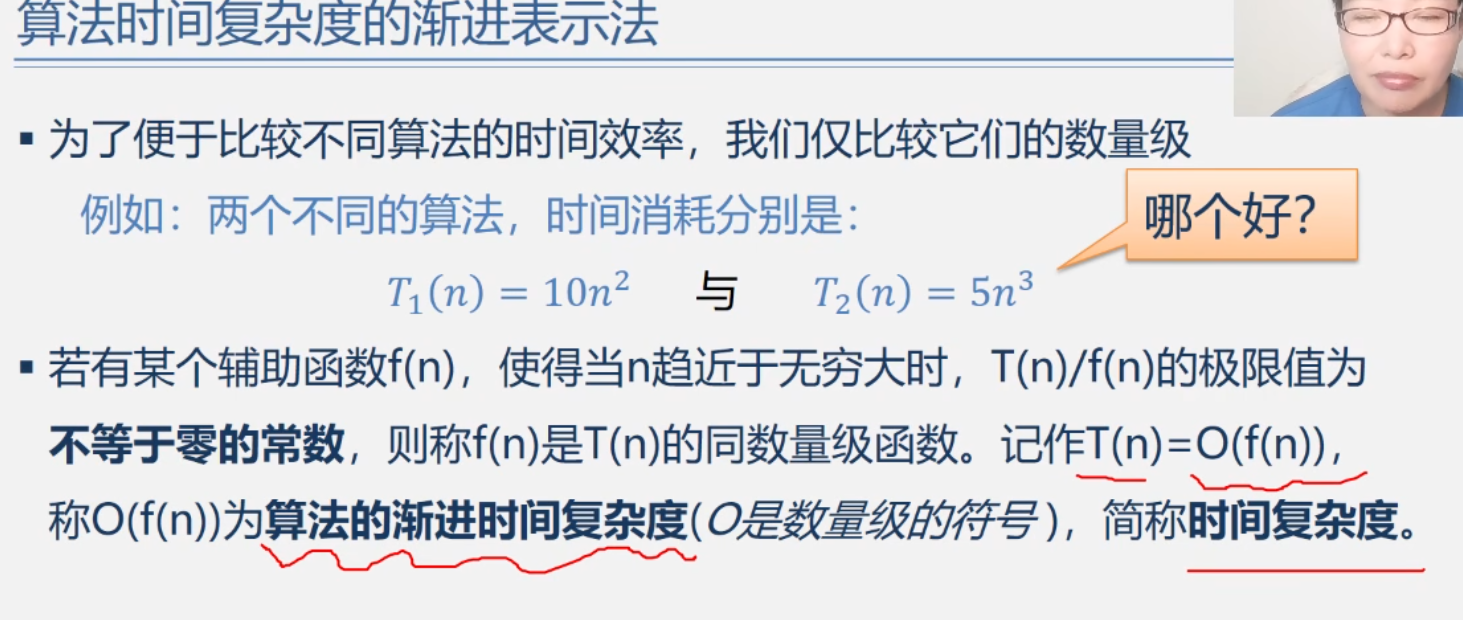 算法时间复杂度的渐进表示法
▪ 为了便于比较不同算法的时间效率，我们仅比较它们的数量级
例如：两个不同的算法，时间消耗分别是：
哪个好？
T₁(n) = 10n² 与 T₂(n) = 5n³
▪ 若有某个辅助函数f(n)，使得当n趋近于无穷大时，T(n)/f(n)的极限值为
不等于零的常数，则称f(n)是T(n)的同数量级函数。记作T(n)=O(f(n))，
称O(f(n))为算法的渐进时间复杂度(O是数量级的符号 )，简称时间复杂度。